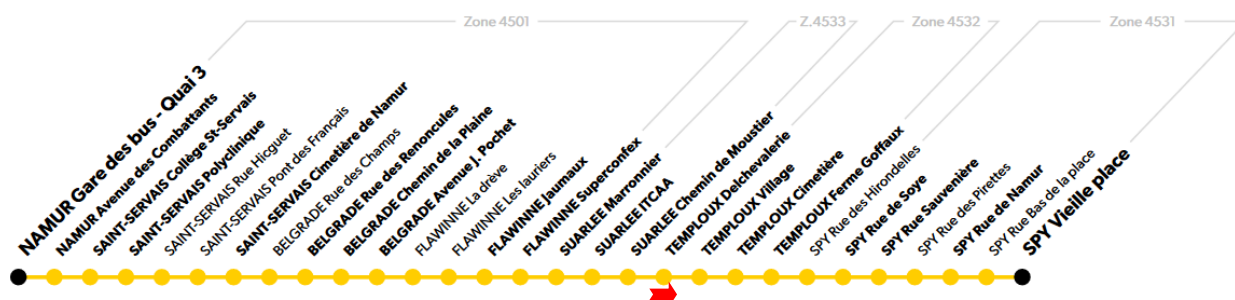 Zone 4501
Z.4533
Zone 4532
Zone 4531
NAMUR Gare des bus - Quai 3
NAMUR Avenue des Combattants
SAINT-SERVAIS Collège St-Servais
SAINT-SERVAIS Polyclinique
SAINT-SERVAIS Rue Hicguet
SAINT-SERVAIS Pont des Français
SAINT-SERVAIS Cimetière de Namur
BELGRADE Rue des Champs
BELGRADE Rue des Renoncules
BELGRADE Chemin de la Plaine
BELGRADE Avenue J. Pochet
FLAWINNE La drève
FLAWINNE Les lauriers
FLAWINNE Jaumaux
FLAWINNE Superconfex
SUARLEE Marronnier
SUARLEE ITCAA
SUARLEE Chemin de Moustier
TEMPLOUX Delchevalerie
TEMPLOUX Village
TEMPLOUX Cimetière
TEMPLOUX Ferme Goffaux
SPY Rue des Hirondelles
SPY Rue de Soye
SPY Rue Sauvenière
SPY Rue des Pirettes
SPY Rue de Namur
SPY Rue Bas de la place
SPY Vieille place